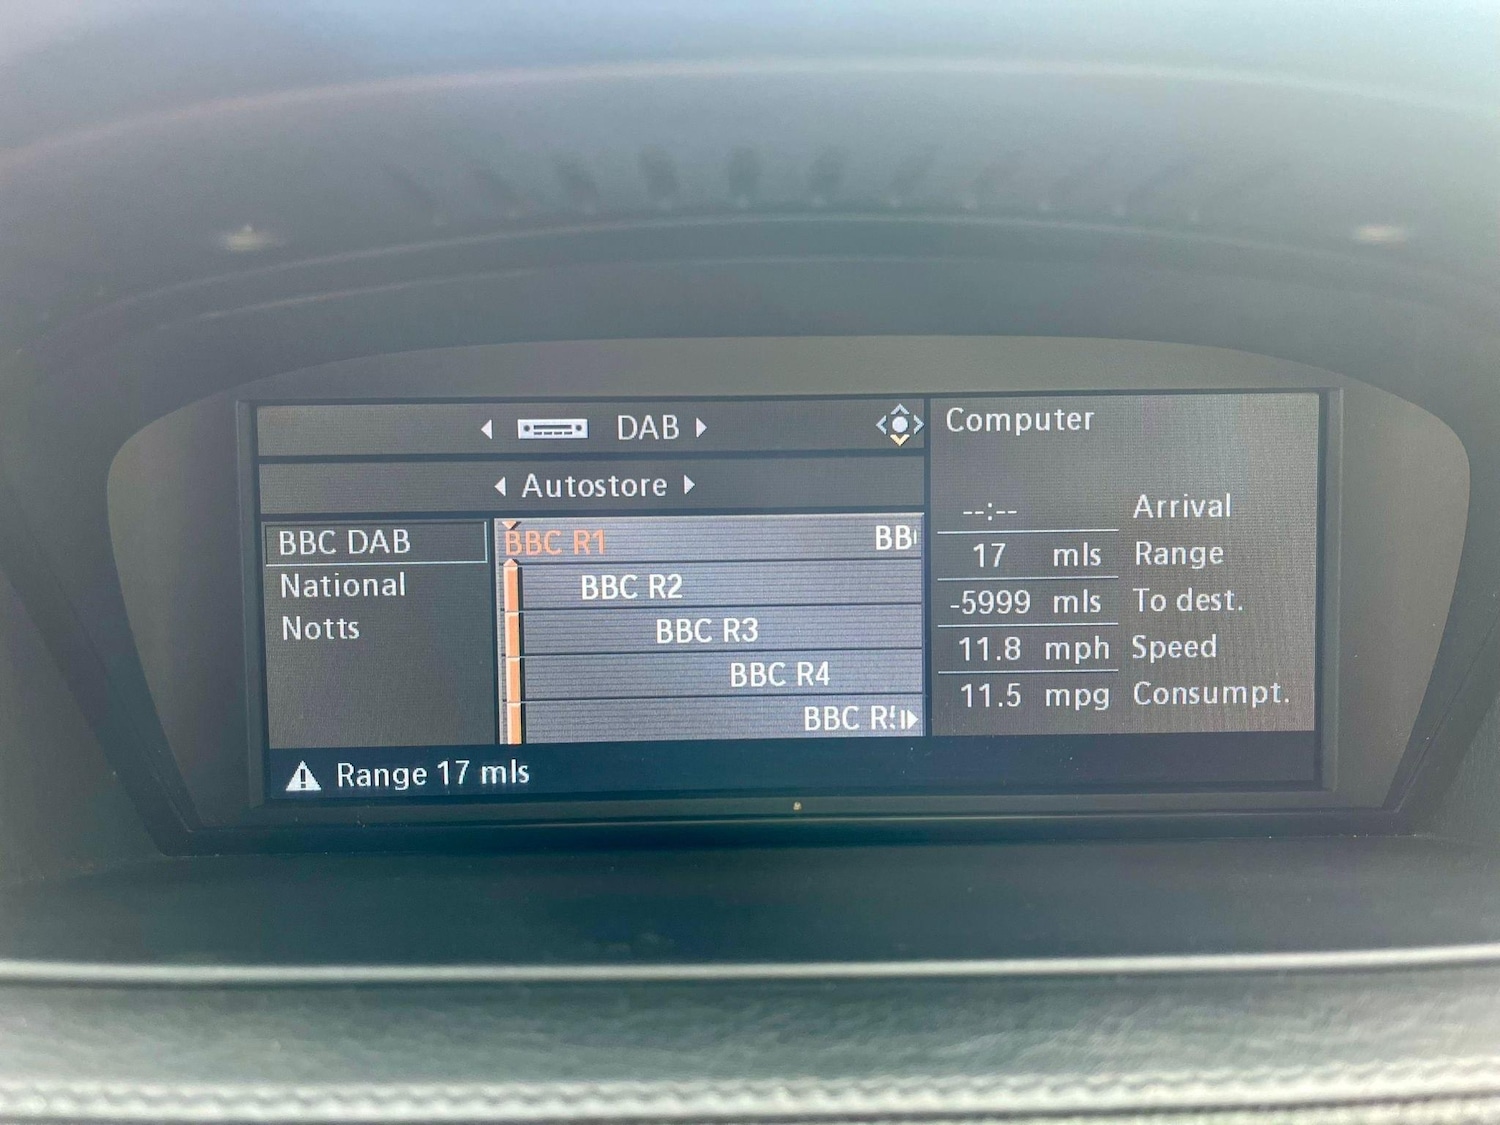 DAB
Autostore
BBC DAB
National
Notts
BBC R1
BBC R2
BBC R3
BBC R4
Computer
--:-- Arrival
17 mls Range
-5999 mls To dest.
11.8 mph Speed
11.5 mpg Consumpt.
Range 17 mls